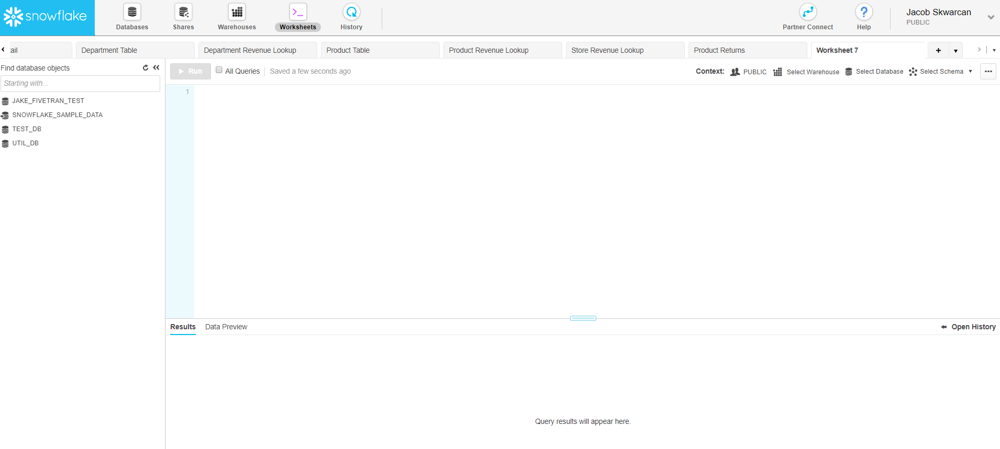 snowflake
Databases
Shares
Warehouses
Worksheets
History
Partner Connect
Help
Jacob Skwarcan
PUBLIC
ail
Department Table
Department Revenue Lookup
Product Table
Product Revenue Lookup
Store Revenue Lookup
Product Returns
Worksheet 7
Find database objects
Starting with...
JAKE_FIVETRAN_TEST
SNOWFLAKE_SAMPLE_DATA
TEST_DB
UTIL_DB
Run
All Queries
Saved a few seconds ago
Context:
PUBLIC
Select Warehouse
Select Database
Select Schema
1
Results
Data Preview
Open History
Query results will appear here.